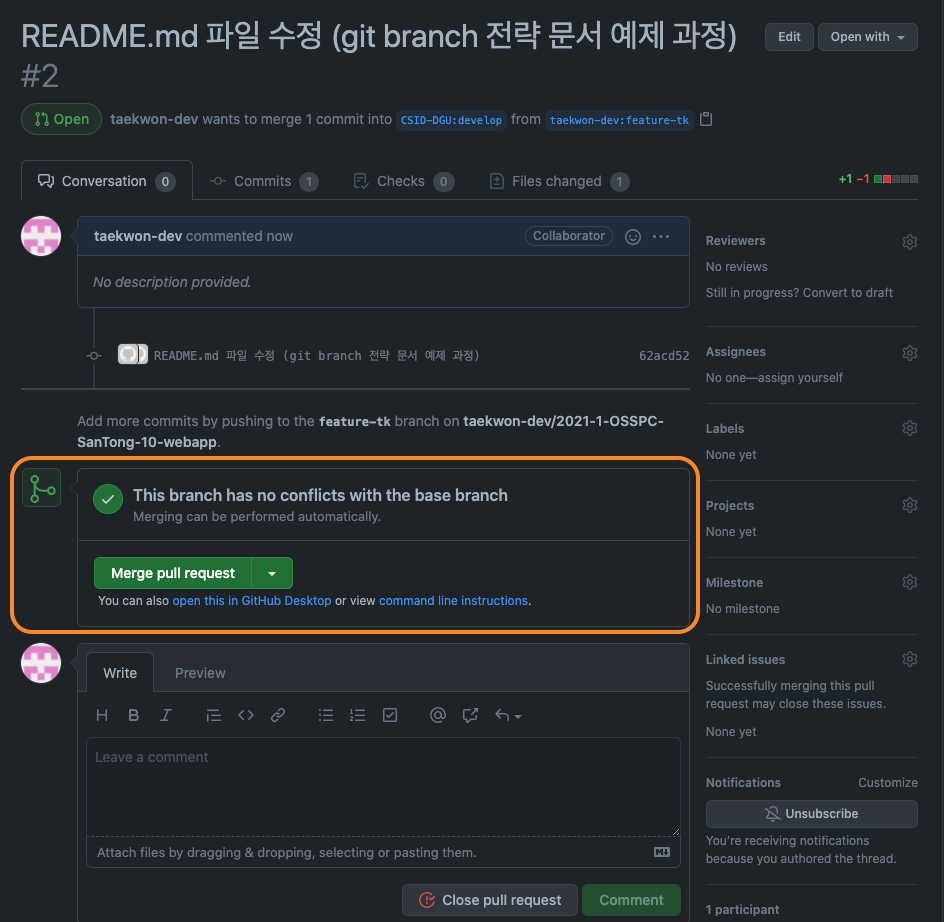 README.md 파일 수정 (git branch 전략 문서 예제 과정)
#2
Edit
Open with
Open
taekwon-dev wants to merge 1 commit into CSID-DGU:develop from taekwon-dev:feature-tk
Conversation 0
Commits 1
Checks 0
Files changed 1
+1 −1
taekwon-dev commented now
Collaborator
No description provided.
README.md 파일 수정 (git branch 전략 문서 예제 과정)
62acd52
Add more commits by pushing to the feature-tk branch on taekwon-dev/2021-1-OSSPC-
SanTong-10-webapp.
This branch has no conflicts with the base branch
Merging can be performed automatically.
Merge pull request
You can also open this in GitHub Desktop or view command line instructions.
Write
Preview
Leave a comment
Attach files by dragging & dropping, selecting or pasting them.
Close pull request
Comment
Reviewers
No reviews
Still in progress? Convert to draft
Assignees
No one—assign yourself
Labels
None yet
Projects
None yet
Milestone
No milestone
Linked issues
Successfully merging this pull
request may close these issues.
None yet
Notifications
Customize
Unsubscribe
You’re receiving notifications
because you authored the thread.
1 participant